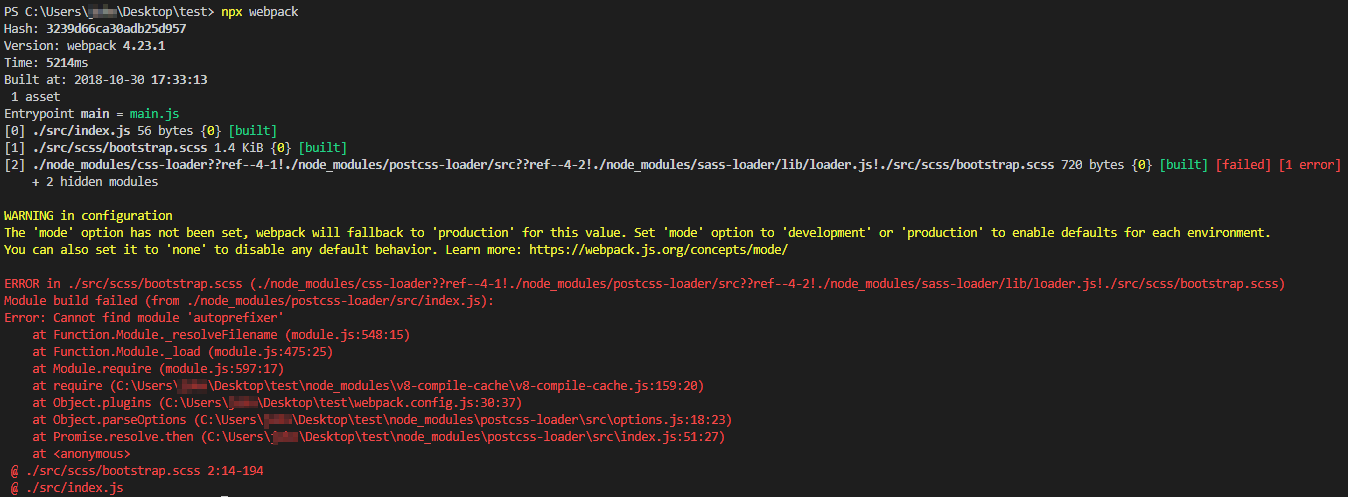 PS C:\Users\\Desktop\test> npx webpack
Hash: 3239d66ca30adb25d957
Version: webpack 4.23.1
Time: 5214ms
Built at: 2018-10-30 17:33:13
 1 asset
Entrypoint main = main.js
[0] ./src/index.js 56 bytes {0} [built]
[1] ./src/scss/bootstrap.scss 1.4 KiB {0} [built]
[2] ./node_modules/css-loader??ref--4-1!./node_modules/postcss-loader/src??ref--4-2!./node_modules/sass-loader/lib/loader.js!./src/scss/bootstrap.scss 720 bytes {0} [built] [failed] [1 error]
    + 2 hidden modules
WARNING in configuration
The 'mode' option has not been set, webpack will fallback to 'production' for this value. Set 'mode' option to 'development' or 'production' to enable defaults for each environment.
You can also set it to 'none' to disable any default behavior. Learn more: https://webpack.js.org/concepts/mode/
ERROR in ./src/scss/bootstrap.scss (./node_modules/css-loader??ref--4-1!./node_modules/postcss-loader/src??ref--4-2!./node_modules/sass-loader/lib/loader.js!./src/scss/bootstrap.scss)
Module build failed (from ./node_modules/postcss-loader/src/index.js):
Error: Cannot find module 'autoprefixer'
    at Function.Module._resolveFilename (module.js:548:15)
    at Function.Module._load (module.js:475:25)
    at Module.require (module.js:597:17)
    at require (C:\Users\\Desktop\test\node_modules\v8-compile-cache\v8-compile-cache.js:159:20)
    at Object.plugins (C:\Users\\Desktop\test\webpack.config.js:30:37)
    at Object.parseOptions (C:\Users\\Desktop\test\node_modules\postcss-loader\src\options.js:18:23)
    at Promise.resolve.then (C:\Users\\Desktop\test\node_modules\postcss-loader\src\index.js:51:27)
    at <anonymous>
 @ ./src/scss/bootstrap.scss 2:14-194
 @ ./src/index.js